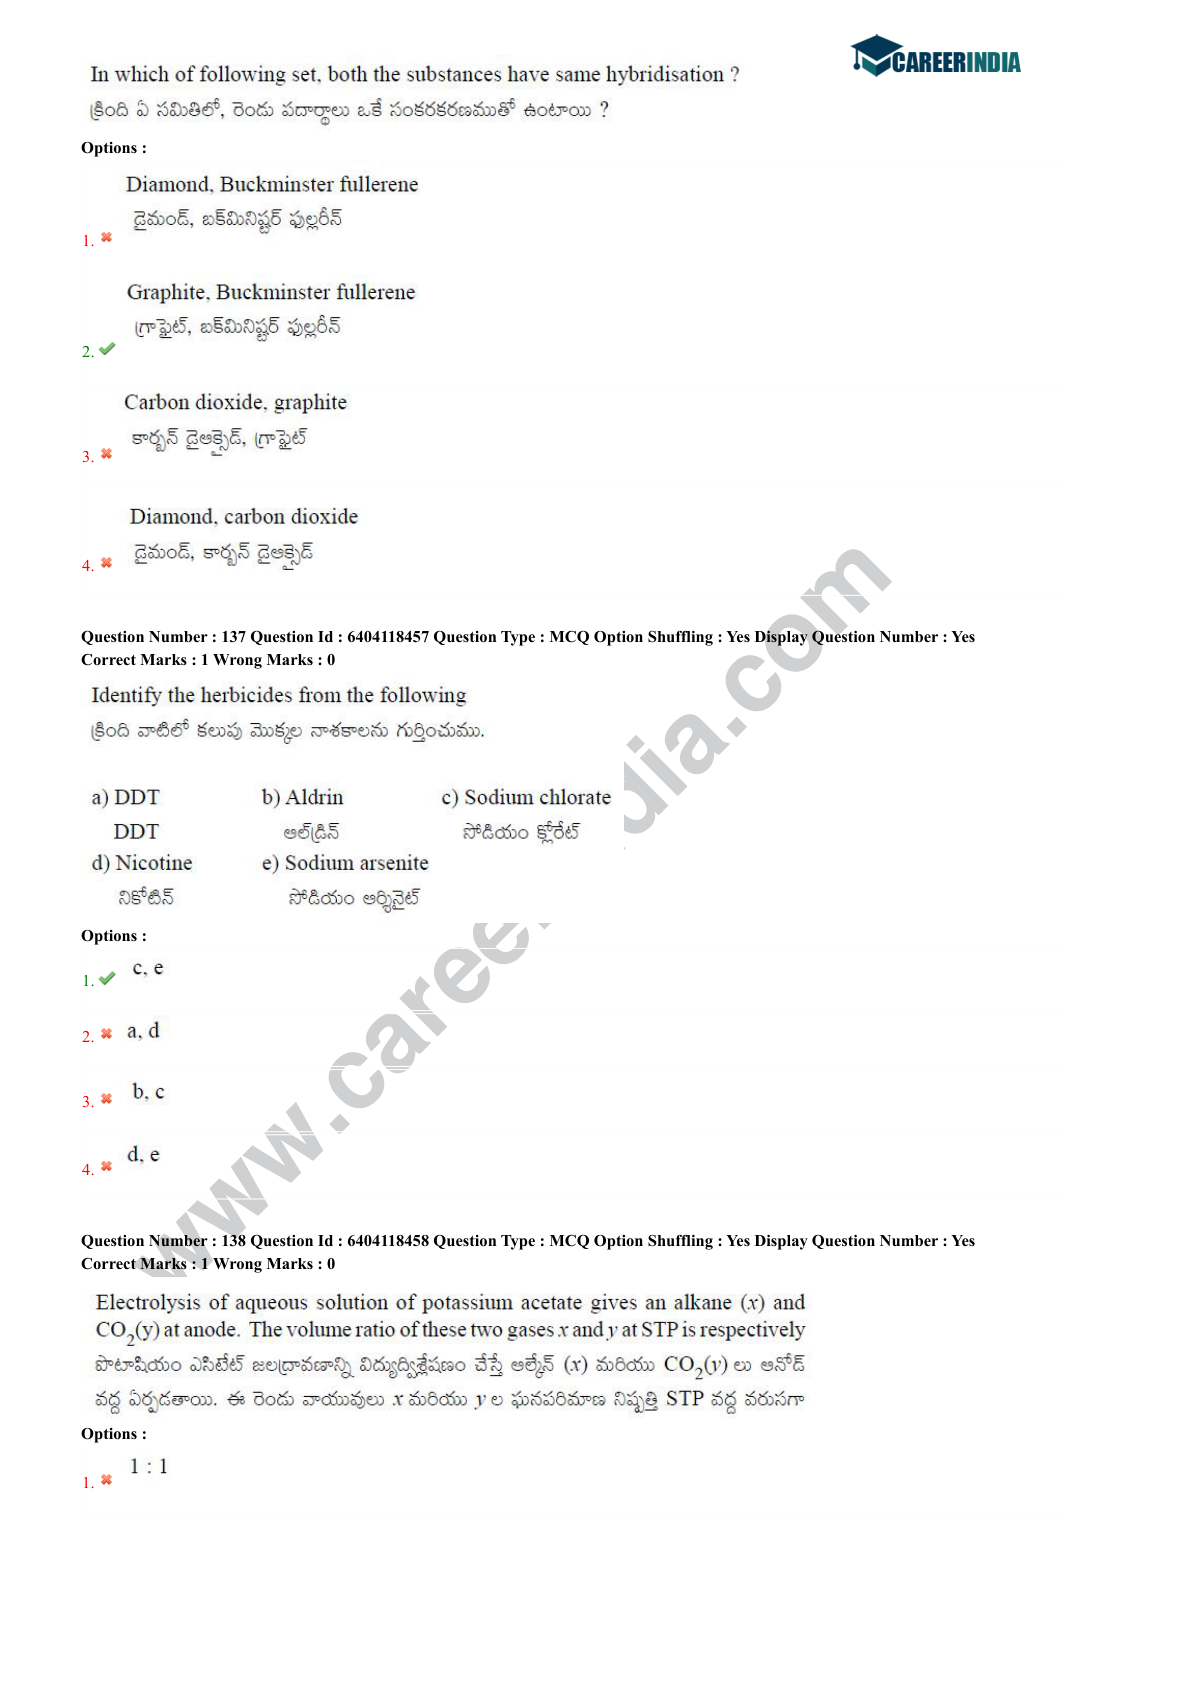 CAREERINDIA
In which of following set, both the substances have same hybridisation ?
క్రింది ఏ సమితిలో, రెండు పదార్థాలు ఒకే సంకరకరణముతో ఉంటాయి ?
Options :
Diamond, Buckminster fullerene
డైమండ్, బక్‌మినిష్టర్ ఫుల్లరీన్
1.
Graphite, Buckminster fullerene
గ్రాఫైట్, బక్‌మినిష్టర్ ఫుల్లరీన్
2.
Carbon dioxide, graphite
కార్బన్ డైఆక్సైడ్, గ్రాఫైట్
3.
Diamond, carbon dioxide
డైమండ్, కార్బన్ డైఆక్సైడ్
4.
Question Number : 137 Question Id : 6404118457 Question Type : MCQ Option Shuffling : Yes Display Question Number : Yes
Correct Marks : 1 Wrong Marks : 0
Identify the herbicides from the following
క్రింది వాటిలో కలుపు మొక్కల నాశకాలను గుర్తించుము.
a) DDT b) Aldrin c) Sodium chlorate
DDT ఆల్‌డ్రిన్ సోడియం క్లోరేట్
d) Nicotine e) Sodium arsenite
నికోటిన్ సోడియం ఆర్సినైట్
Options :
1. c, e
2. a, d
3. b, c
4. d, e
Question Number : 138 Question Id : 6404118458 Question Type : MCQ Option Shuffling : Yes Display Question Number : Yes
Correct Marks : 1 Wrong Marks : 0
Electrolysis of aqueous solution of potassium acetate gives an alkane (x) and
CO2(y) at anode. The volume ratio of these two gases x and y at STP is respectively
పొటాషియం ఎసిటేట్ జలద్రావణాన్ని విద్యుద్విశ్లేషణం చేస్తే ఆల్కేన్ (x) మరియు CO2(y) లు ఆనోడ్
వద్ద ఏర్పడతాయి. ఈ రెండు వాయువులు x మరియు y ల ఘనపరిమాణ నిష్పత్తి STP వద్ద వరుసగా
Options :
1. 1 : 1